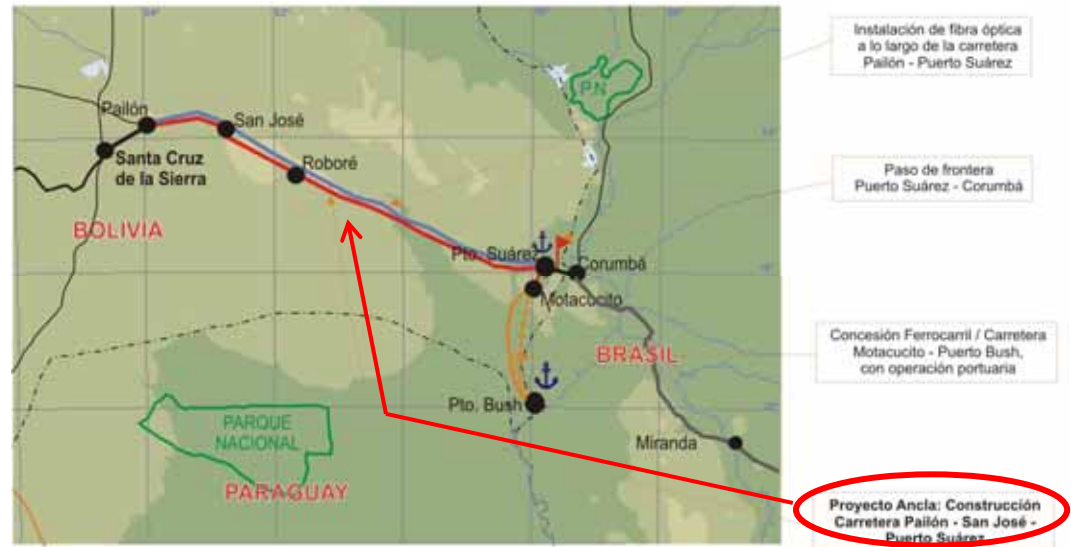 Instalación de fibra óptica
a lo largo de la carretera
Pailón - Puerto Suárez
P.N
Pailón
San José
Santa Cruz
de la Sierra
Roboré
Paso de frontera
Puerto Suárez - Corumbá
BOLIVIA
Pto. Suárez
Corumbá
Motacucito
Concesión Ferrocarril / Carretera
Motacucito - Puerto Bush,
con operación portuaria
BRASIL
Pto. Bush
PARQUE
NACIONAL
Miranda
PARAGUAY
Proyecto Ancla: Construcción
Carretera Pailón - San José -
Puerto Suárez